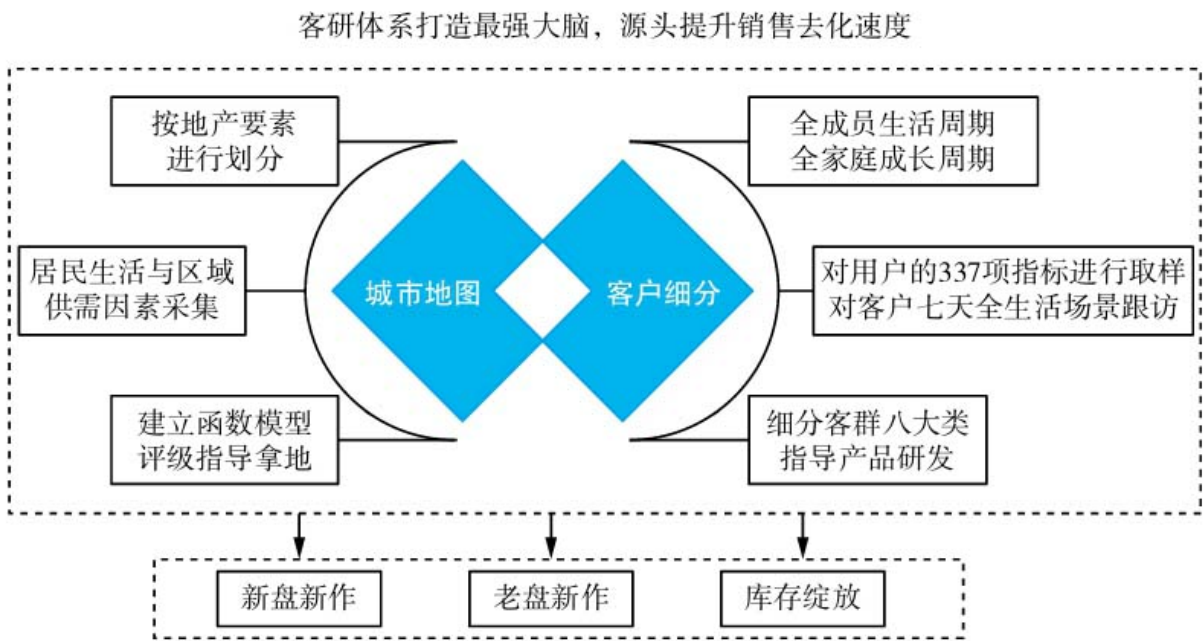 客研体系打造最强大脑，源头提升销售去化速度
按地产要素
进行划分
居民生活与区域
供需因素采集
建立函数模型
评级指导拿地
城市地图
客户细分
全成员生活周期
全家庭成长周期
对用户的337项指标进行取样
对客户七天全生活场景跟访
细分客群八大类
指导产品研发
新盘新作
老盘新作
库存绽放